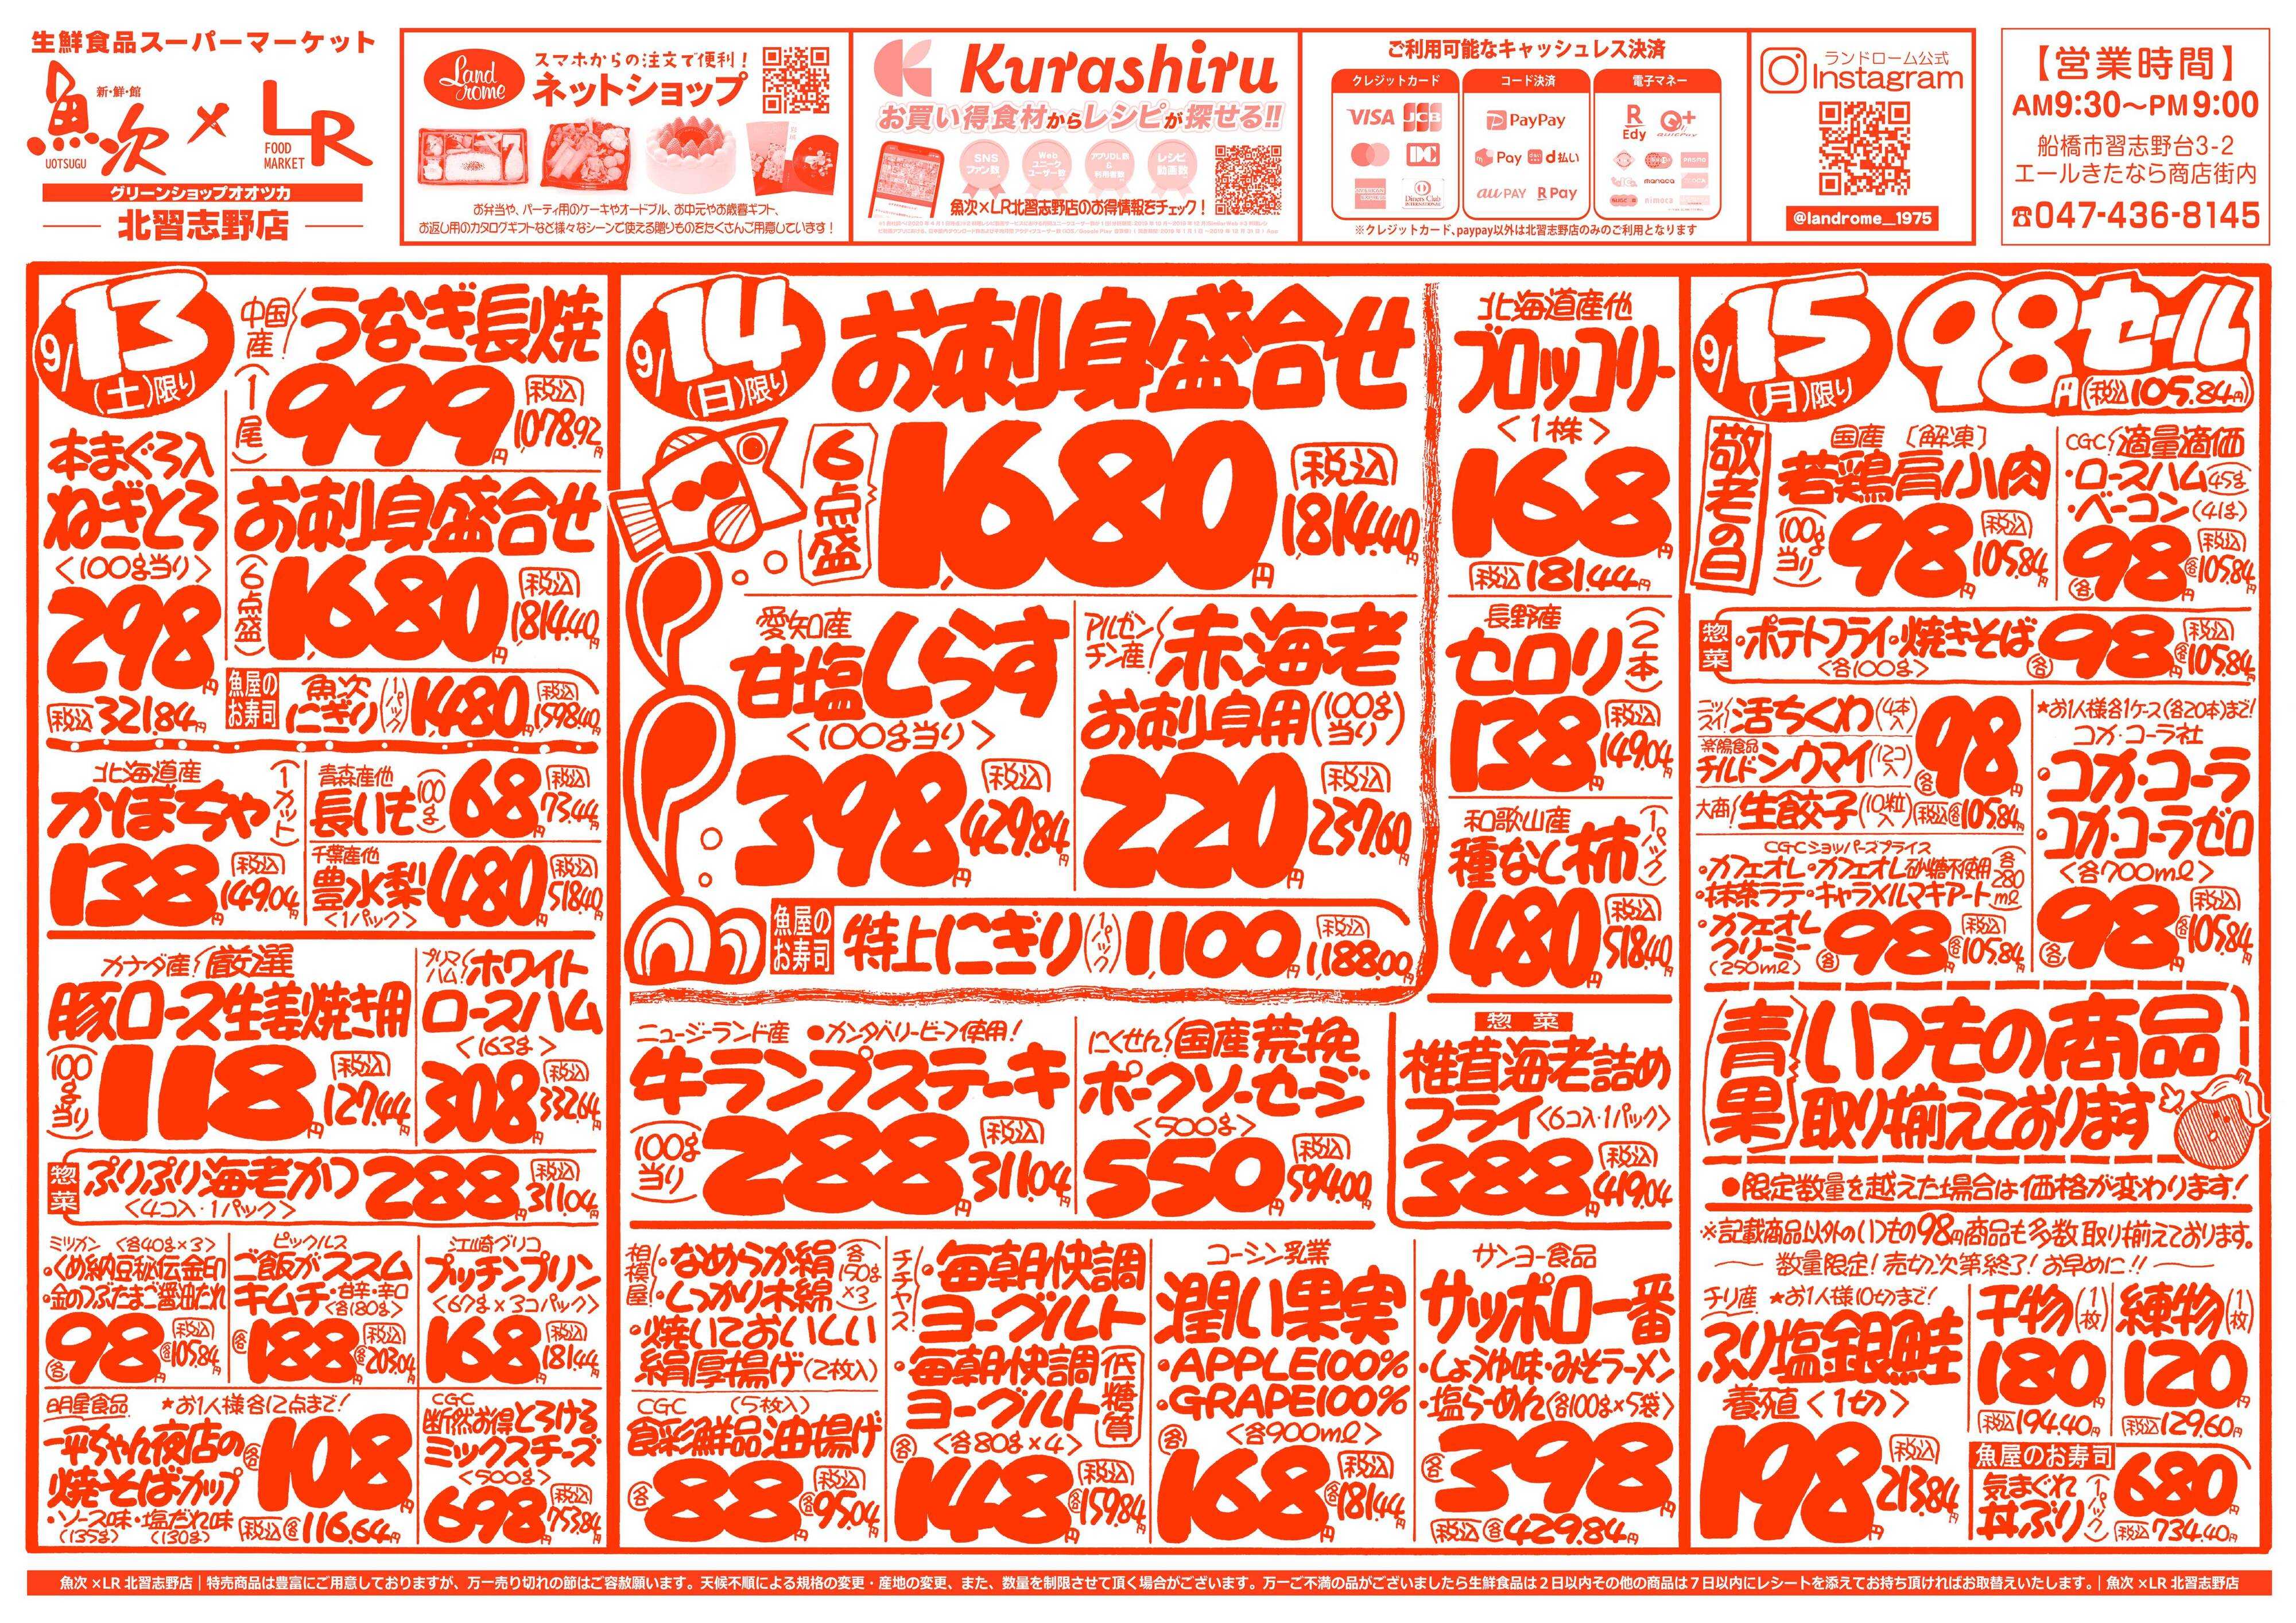 生鮮食品スーパーマーケット
新・鮮・館
魚次 × LR
UOTSUGU
FOOD
MARKET
グリーンショップオオツカ
北習志野店
Land rome
スマホからの注文で便利！
ネットショップ
お弁当や、パーティ用のケーキやオードブル、お中元やお歳暮ギフト、
お返し用のカタログギフトなど様々なシーンで使える贈りものをたくさんご用意しています！
Kurashiru
お買い得食材からレシピが探せる!!
SNS
ファン数
Web
ユニーク
ユーザー数
アプリDL数
&
利用者数
レシピ
動画数
魚次×LR北習志野店のお得情報をチェック！
ご利用可能なキャッシュレス決済
クレジットカード
コード決済
電子マネー
VISA JCB
DC
Diners Club
PayPay
Pay d払い
au PAY R Pay
R Edy
QUICPay
manaca
nimoca
※クレジットカード、paypay以外は北習志野店のみのご利用となります
ランドローム公式
Instagram
@landrome_1975
【営業時間】
AM9:30〜PM9:00
船橋市習志野台3-2
エールきたなら商店街内
☎047-436-8145
9/13(土)限り
中国産 うなぎ長焼
(1尾) 999円 税込1,078.92円
本まぐろ入
ねぎとろ
<100g当り>
298円
税込321.84円
お刺身盛合せ
(6点盛) 1,680円 税込1,814.40円
魚屋のお寿司 魚次にぎり(1パック) 1,480円 税込1,598.40円
北海道産
かぼちゃ(1カット)
138円 税込149.04円
青森産他
長いも(100g) 68円 税込73.44円
千葉産他
豊水梨
<1パック>
480円 税込518.40円
カナダ産 厳選
豚ロース生姜焼き用
(100g当り) 118円 税込127.44円
プリマハム ホワイト
ロースハム
<163g>
308円 税込332.64円
惣菜 ぷりぷり海老かつ
<4コ入・1パック>
288円 税込311.04円
ミツカン <各40g×3>
・くめ納豆秘伝金印
・金のつぶたまご醤油たれ
各98円 税込各105.84円
ピックルス
ご飯がススム
キムチ・甘辛・辛口
<各180g>
各188円 税込各203.04円
江崎グリコ
プッチンプリン
<67g×3コパック>
168円 税込181.44円
明星食品 ★お1人様各12点まで！
一平ちゃん夜店の
焼そばカップ
・ソース味・塩だれ味
(135g) (130g)
各108円
税込各116.64円
CGC
断然お得とろける
ミックスチーズ
<500g>
698円 税込753.84円
9/14(日)限り
お刺身盛合せ
6点盛 1,680円 税込1,814.40円
愛知産
甘塩しらす
<100g当り>
398円 税込429.84円
アルゼンチン産 赤海老
お刺身用(100g当り)
220円 税込237.60円
魚屋のお寿司 特上にぎり(1パック) 1,100円 税込1,188.00円
北海道産他
ブロッコリー
<1株>
168円
税込181.44円
長野産
セロリ(2本)
138円 税込149.04円
和歌山産
種なし柿(1パック)
480円 税込518.40円
ニュージーランド産 ●カンタベリービーフ使用！
牛ランプステーキ
(100g当り) 288円 税込311.04円
にくせん 国産荒挽
ポークソーセージ
<500g>
550円 税込594.00円
惣菜
椎茸海老詰め
フライ<6コ入・1パック>
388円 税込419.04円
相模屋 ・なめらか絹
・しっかり木綿 各150g×3
・焼いておいしい
絹厚揚げ(2枚入)
CGC (5枚入)
食彩鮮品油揚げ
各88円 税込各95.04円
チチヤス ・毎朝快調
ヨーグルト
・毎朝快調
ヨーグルト 低糖質
<各80g×4>
各148円 税込各159.84円
コーシン乳業
潤い果実
・APPLE100%
・GRAPE100%
<各900mℓ>
各168円 税込各181.44円
サンヨー食品
サッポロ一番
・しょうゆ味・みそラーメン
・塩らーめん(各100g×5袋)
各398円
税込各429.84円
9/15(月)限り
98円セール
(税込105.84円)
敬老の日
国産 〔解凍〕
若鶏肩小肉
(100g当り) 98円 税込105.84円
CGC 適量適価
・ロースハム(45g)
・ベーコン(41g)
各98円 税込各105.84円
惣菜 ・ポテトフライ・焼きそば
<各100g>
各98円 税込各105.84円
ニッスイ 活ちくわ(4本入)
楽陽食品 チルドシウマイ(12コ入)
大商 生餃子(10粒入)
各98円
税込各105.84円
CGCショッパーズプライス
・カフェオレ・カフェオレ砂糖不使用
・抹茶ラテ・キャラメルマキアート 各280mℓ
・カフェオレ
クリーミー
(250mℓ)
各98円 税込各105.84円
★お1人様各1ケース(各20本)まで！
コカ・コーラ社
・コカ・コーラ
・コカ・コーラゼロ
<各700mℓ>
各98円 税込各105.84円
青果 いつもの商品
取り揃えております
●限定数量を越えた場合は価格が変わります！
※記載商品以外のいつもの98円商品も多数取り揃えております。
数量限定！売切次第終了！お早めに!!
チリ産 ★お1人様10切まで！
ふり塩銀鮭
養殖<1切>
198円 税込213.84円
干物(1枚)
180円
税込194.40円
練物(1枚)
120円
税込129.60円
魚屋のお寿司
気まぐれ
丼ぶり(1パック)
680円
税込734.40円
魚次 ×LR 北習志野店｜特売商品は豊富にご用意しておりますが、万一売り切れの節はご容赦願います。天候不順による規格の変更・産地の変更、また、数量を制限させて頂く場合がございます。万一ご不満の品がございましたら生鮮食品は２日以内その他の商品は７日以内にレシートを添えてお持ち頂ければお取替えいたします。｜魚次 ×LR 北習志野店